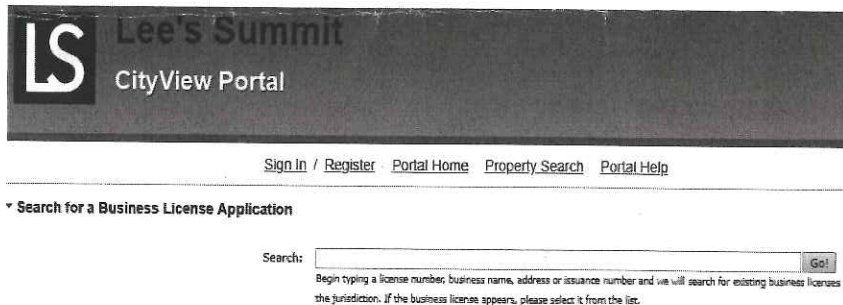 LS
Lee's Summit
CityView Portal
Sign In / Register Portal Home Property Search Portal Help
Search for a Business License Application
Search:
Go!
Begin typing a license number, business name, address or issuance number and we will search for existing business licenses
the jurisdiction. If the business license appears, please select it from the list.